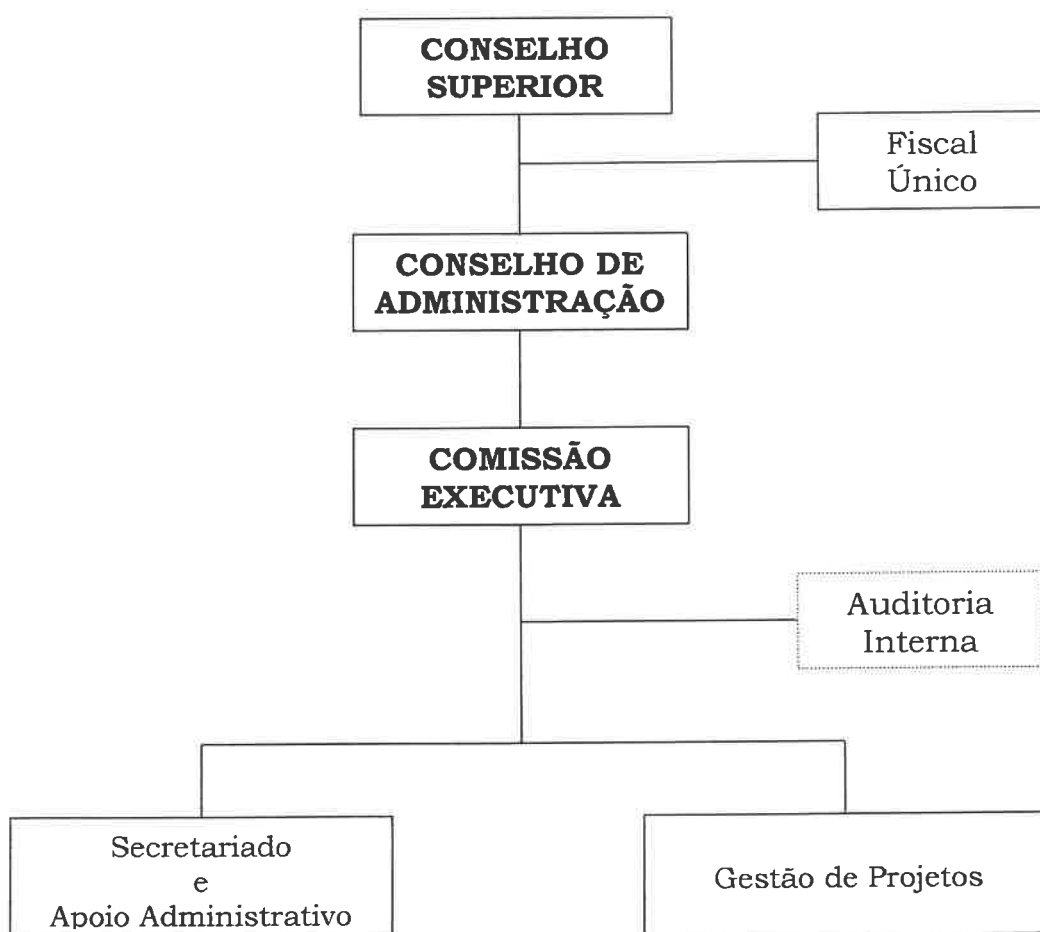 CONSELHO
SUPERIOR
Fiscal
Único
CONSELHO DE
ADMINISTRAÇÃO
COMISSÃO
EXECUTIVA
Auditoria
Interna
Secretariado
e
Apoio Administrativo
Gestão de Projetos